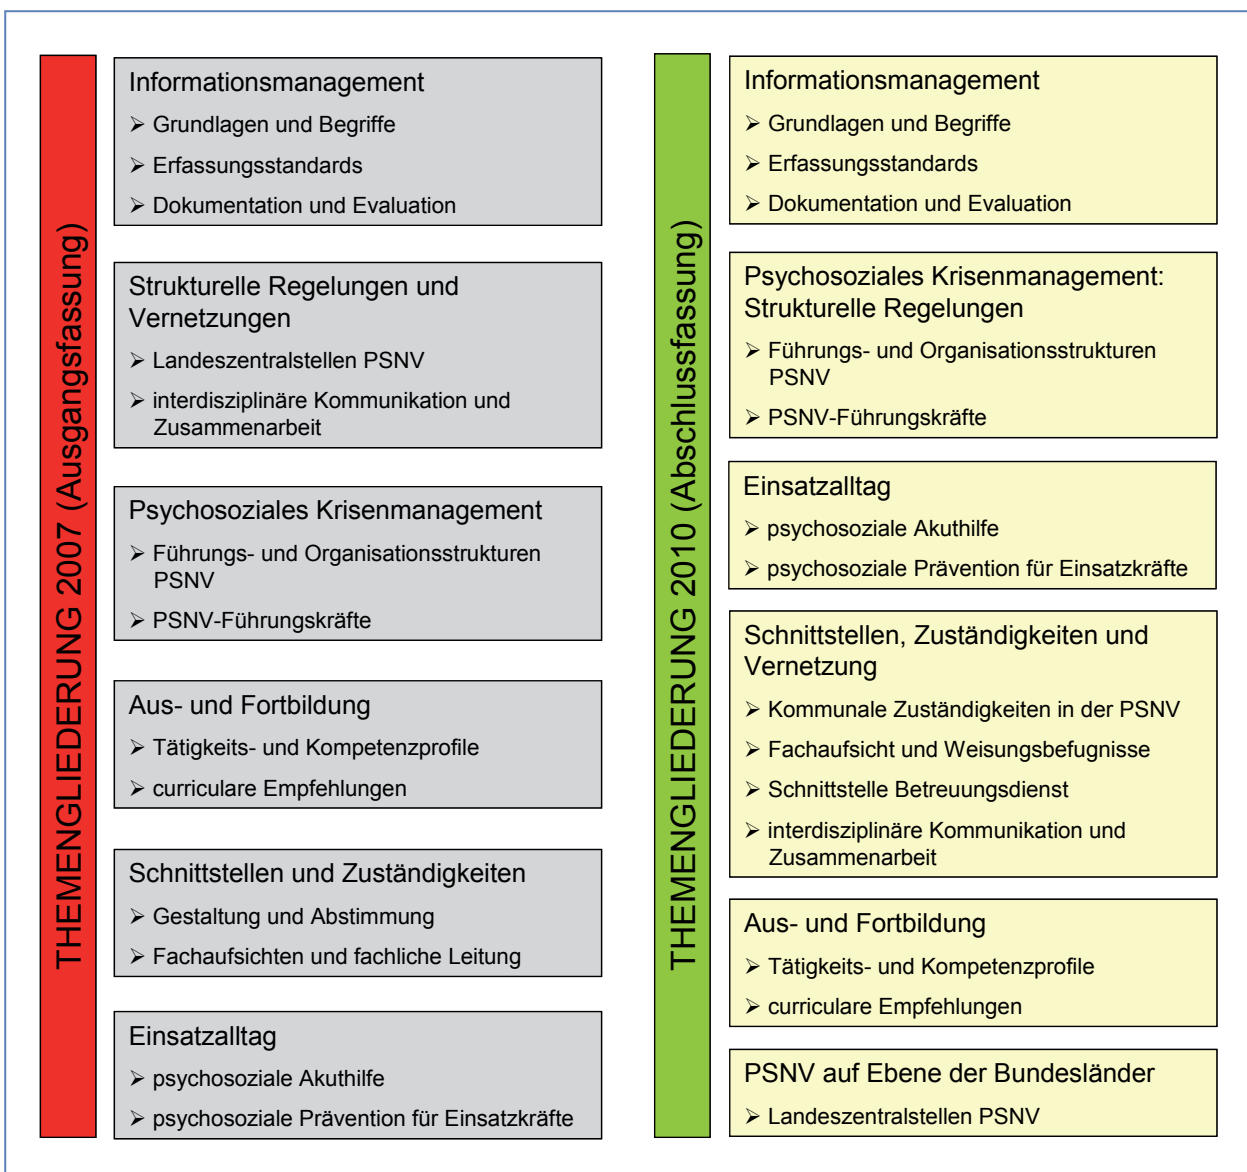 THEMENGLIEDERUNG 2007 (Ausgangsfassung)
Informationsmanagement
➢ Grundlagen und Begriffe
➢ Erfassungsstandards
➢ Dokumentation und Evaluation
Strukturelle Regelungen und
Vernetzungen
➢ Landeszentralstellen PSNV
➢ interdisziplinäre Kommunikation und
Zusammenarbeit
Psychosoziales Krisenmanagement
➢ Führungs- und Organisationsstrukturen
PSNV
➢ PSNV-Führungskräfte
Aus- und Fortbildung
➢ Tätigkeits- und Kompetenzprofile
➢ curriculare Empfehlungen
Schnittstellen und Zuständigkeiten
➢ Gestaltung und Abstimmung
➢ Fachaufsichten und fachliche Leitung
Einsatzalltag
➢ psychosoziale Akuthilfe
➢ psychosoziale Prävention für Einsatzkräfte
THEMENGLIEDERUNG 2010 (Abschlussfassung)
Informationsmanagement
➢ Grundlagen und Begriffe
➢ Erfassungsstandards
➢ Dokumentation und Evaluation
Psychosoziales Krisenmanagement:
Strukturelle Regelungen
➢ Führungs- und Organisationsstrukturen
PSNV
➢ PSNV-Führungskräfte
Einsatzalltag
➢ psychosoziale Akuthilfe
➢ psychosoziale Prävention für Einsatzkräfte
Schnittstellen, Zuständigkeiten und
Vernetzung
➢ Kommunale Zuständigkeiten in der PSNV
➢ Fachaufsicht und Weisungsbefugnisse
➢ Schnittstelle Betreuungsdienst
➢ interdisziplinäre Kommunikation und
Zusammenarbeit
Aus- und Fortbildung
➢ Tätigkeits- und Kompetenzprofile
➢ curriculare Empfehlungen
PSNV auf Ebene der Bundesländer
➢ Landeszentralstellen PSNV